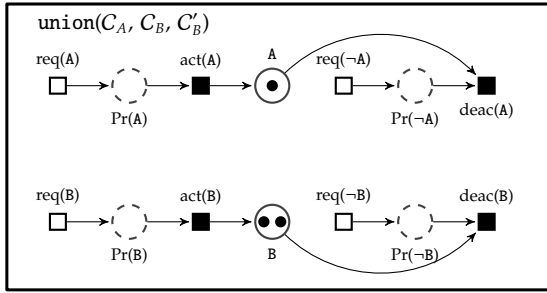 union(𝒞_A, 𝒞_B, 𝒞′_B)
req(A) act(A) A req(¬A)
Pr(A) Pr(¬A) deac(A)
req(B) act(B) req(¬B) deac(B)
Pr(B) B Pr(¬B)